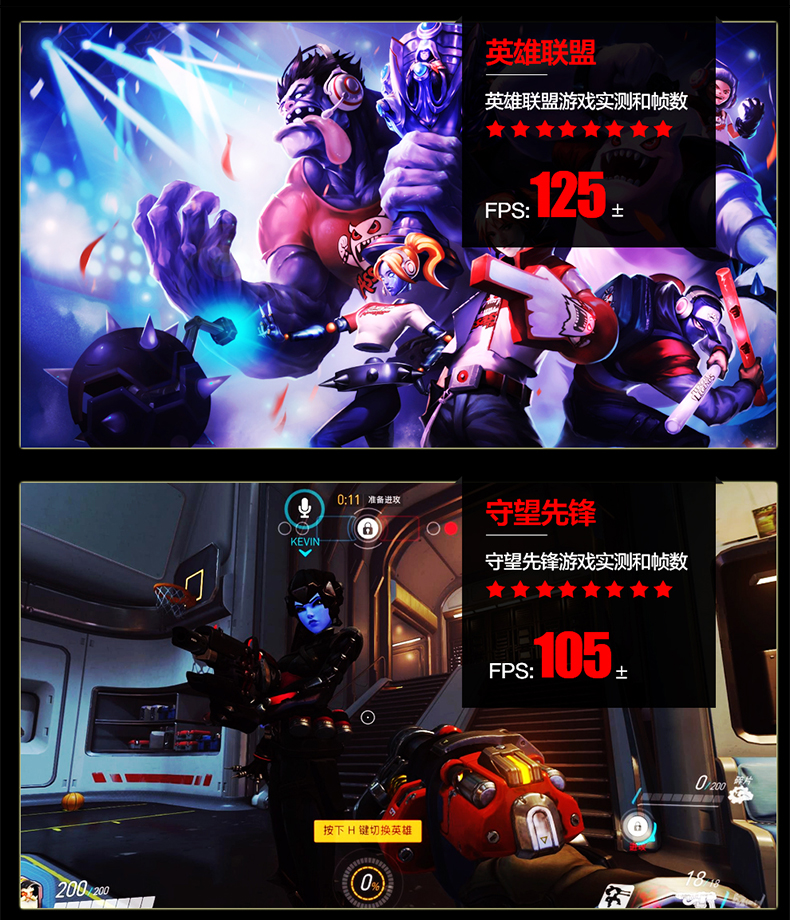 英雄联盟
英雄联盟游戏实测和帧数
FPS: 125 ±
0:11 准备进攻
KEVIN
守望先锋
守望先锋游戏实测和帧数
FPS: 105 ±
0/200 碎片
按下 H 键切换英雄
200/200
0%
18/18